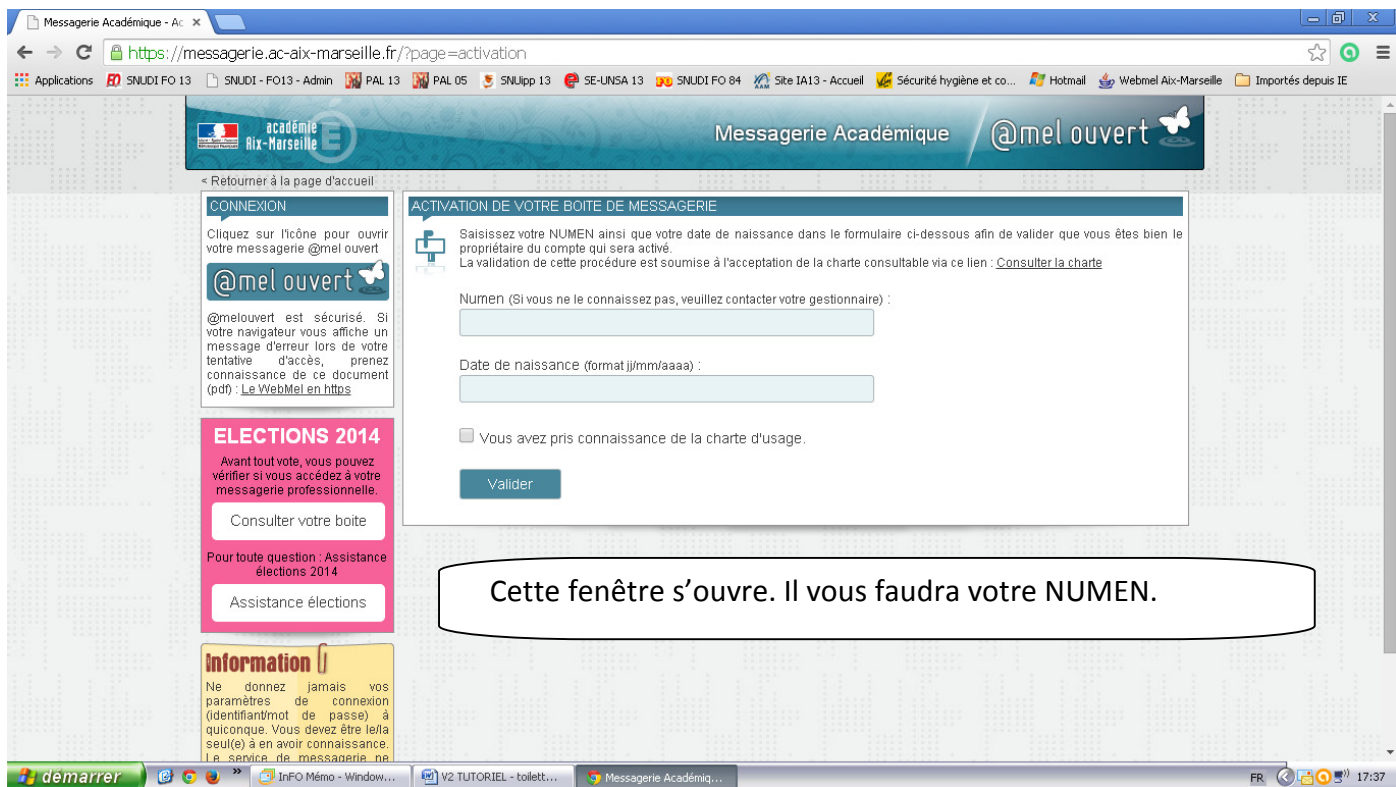 Messagerie Académique - Ac
https://messagerie.ac-aix-marseille.fr/?page=activation
Applications SNUDI FO 13 SNUDI - FO13 - Admin PAL 13 PAL 05 SNUipp 13 SE-UNSA 13 SNUDI FO 84 Site IA13 - Accueil Sécurité hygiène et co... Hotmail Webmel Aix-Marseille Importés depuis IE
académie
Aix-Marseille
Messagerie Académique
@mel ouvert
< Retourner à la page d'accueil
CONNEXION
Cliquez sur l'icône pour ouvrir
votre messagerie @mel ouvert
@mel ouvert
@melouvert est sécurisé. Si
votre navigateur vous affiche un
message d'erreur lors de votre
tentative d'accès, prenez
connaissance de ce document
(pdf) : Le WebMel en https
ELECTIONS 2014
Avant tout vote, vous pouvez
vérifier si vous accédez à votre
messagerie professionnelle.
Consulter votre boite
Pour toute question : Assistance
élections 2014
Assistance élections
Information
Ne donnez jamais vos
paramètres de connexion
(identifiant/mot de passe) à
quiconque. Vous devez être le/la
seul(e) à en avoir connaissance.
Le service de messagerie ne
ACTIVATION DE VOTRE BOITE DE MESSAGERIE
Saisissez votre NUMEN ainsi que votre date de naissance dans le formulaire ci-dessous afin de valider que vous êtes bien le
propriétaire du compte qui sera activé.
La validation de cette procédure est soumise à l'acceptation de la charte consultable via ce lien : Consulter la charte
Numen (Si vous ne le connaissez pas, veuillez contacter votre gestionnaire) :
Date de naissance (format jj/mm/aaaa) :
Vous avez pris connaissance de la charte d'usage.
Valider
Cette fenêtre s’ouvre. Il vous faudra votre NUMEN.
démarrer » InFO Mémo - Window... V2 TUTORIEL - toilett... Messagerie Académiq... FR 17:37